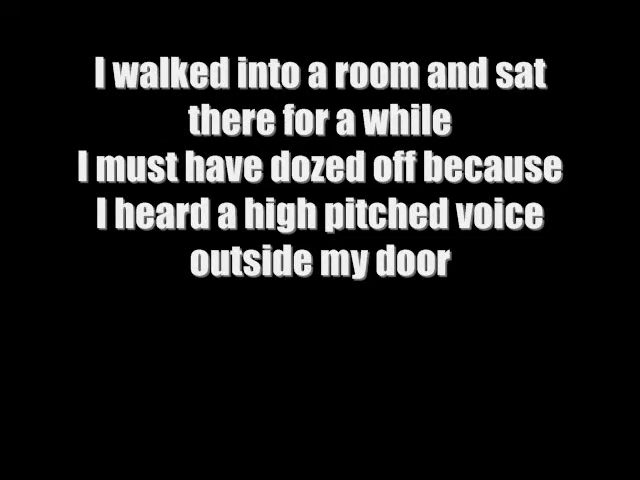 I walked into a room and sat
there for a while
I must have dozed off because
I heard a high pitched voice
outside my door